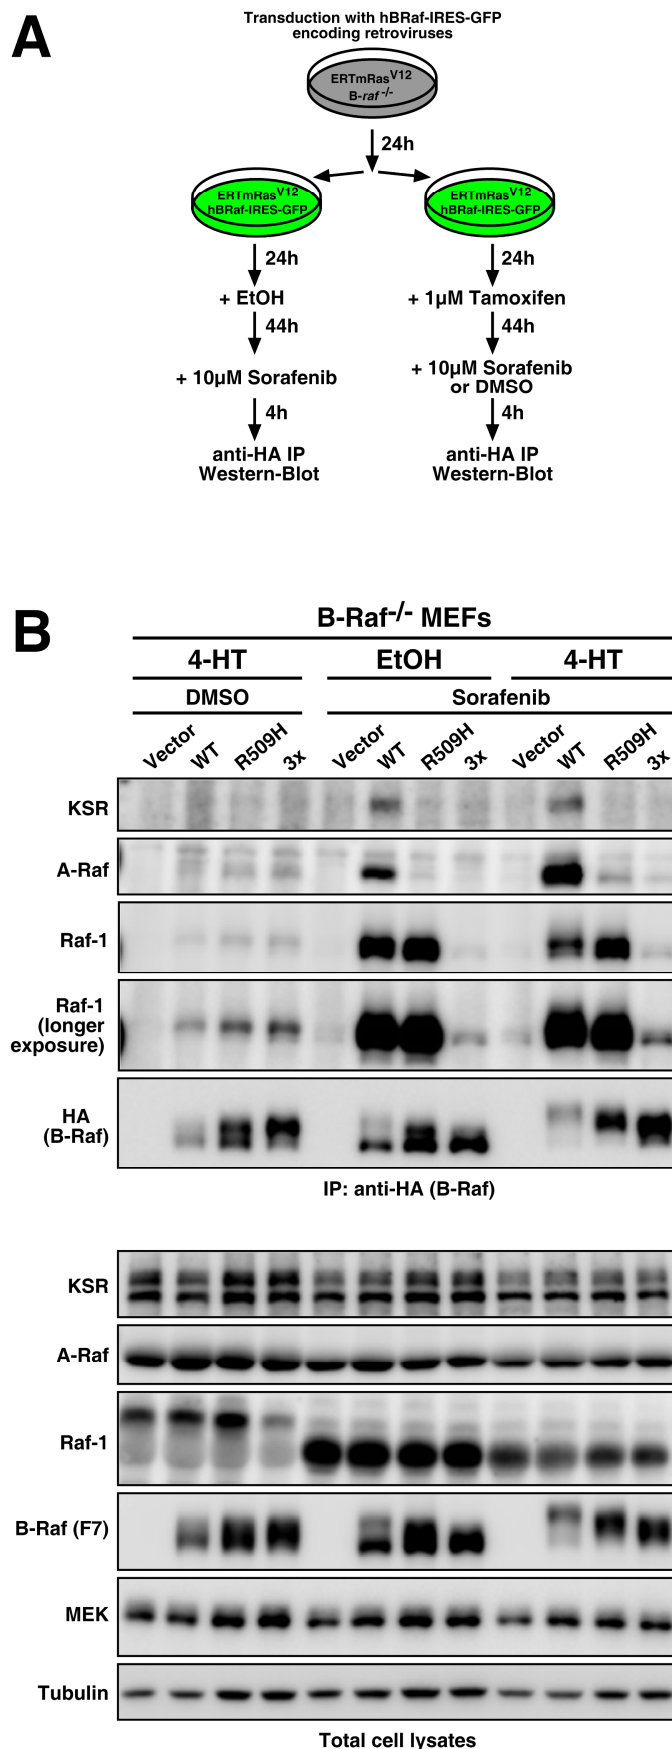 A
Transduction with hBRaf-IRES-GFP
encoding retroviruses
ERTmRasV12
B-raf -/-
24h
ERTmRasV12
hBRaf-IRES-GFP
ERTmRasV12
hBRaf-IRES-GFP
24h
24h
+ EtOH
+ 1µM Tamoxifen
44h
44h
+ 10µM Sorafenib
+ 10µM Sorafenib
or DMSO
4h
4h
anti-HA IP
Western-Blot
anti-HA IP
Western-Blot
B
B-Raf-/- MEFs
4-HT EtOH 4-HT
DMSO Sorafenib
Vector WT R509H 3x Vector WT R509H 3x Vector WT R509H 3x
KSR
A-Raf
Raf-1
Raf-1
(longer
exposure)
HA
(B-Raf)
IP: anti-HA (B-Raf)
KSR
A-Raf
Raf-1
B-Raf (F7)
MEK
Tubulin
Total cell lysates